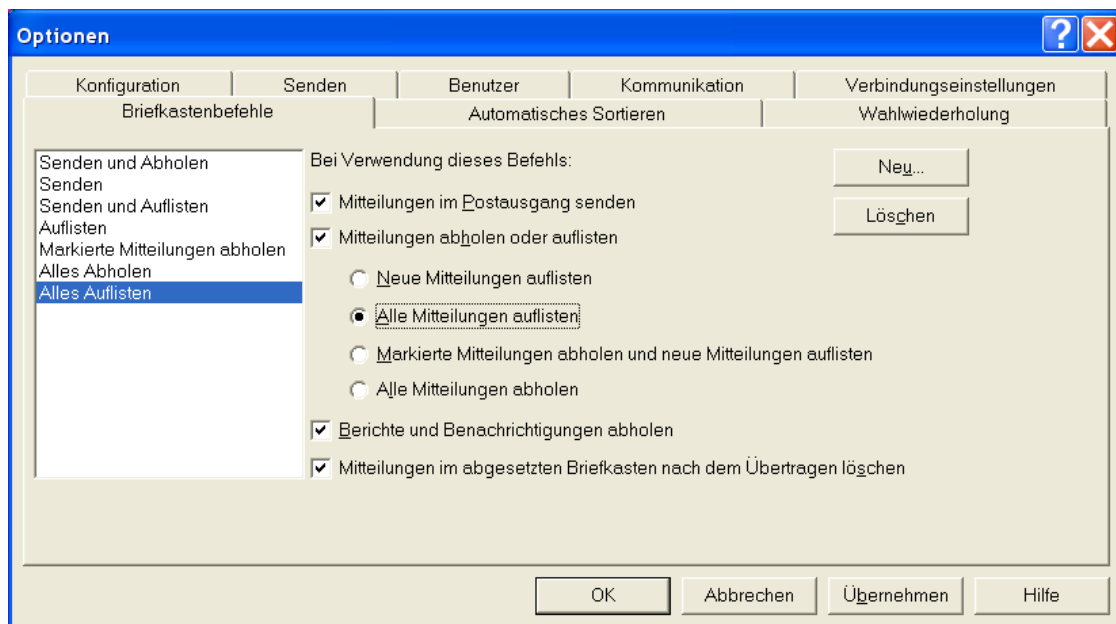 Optionen
Konfiguration
Senden
Benutzer
Kommunikation
Verbindungseinstellungen
Briefkastenbefehle
Automatisches Sortieren
Wahlwiederholung
Senden und Abholen
Senden
Senden und Auflisten
Auflisten
Markierte Mitteilungen abholen
Alles Abholen
Alles Auflisten
Bei Verwendung dieses Befehls:
Mitteilungen im Postausgang senden
Mitteilungen abholen oder auflisten
Neue Mitteilungen auflisten
Alle Mitteilungen auflisten
Markierte Mitteilungen abholen und neue Mitteilungen auflisten
Alle Mitteilungen abholen
Berichte und Benachrichtigungen abholen
Mitteilungen im abgesetzten Briefkasten nach dem Übertragen löschen
Neu...
Löschen
OK
Abbrechen
Übernehmen
Hilfe